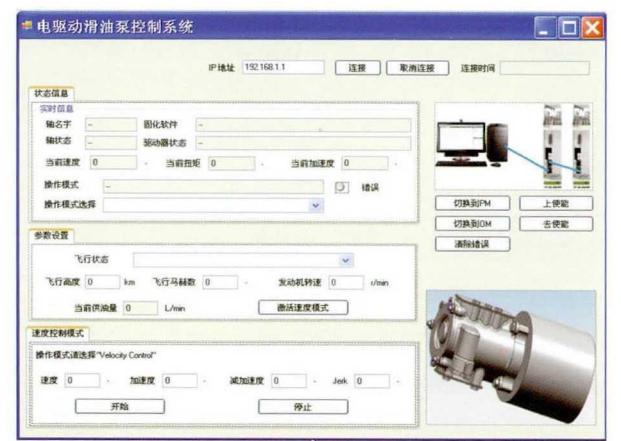 电驱动滑油泵控制系统
IP地址 192.168.1.1 连接 取消连接 连接时间
状态信息
实时信息
轴名字 - 固化软件 -
轴状态 - 驱动器状态 -
当前速度 0 - 当前扭矩 0 - 当前加速度 0 -
操作模式 - 错误
操作模式选择
切换到PM 上使能
切换到OM 去使能
清除错误
参数设置
飞行状态
飞行高度 0 km 飞行马赫数 0 - 发动机转速 0 r/min
当前供油量 0 L/min 激活速度模式
速度控制模式
操作模式请选择"Velocity Control"
速度 0 - 加速度 0 - 减加速度 0 - Jerk 0 -
开始 停止